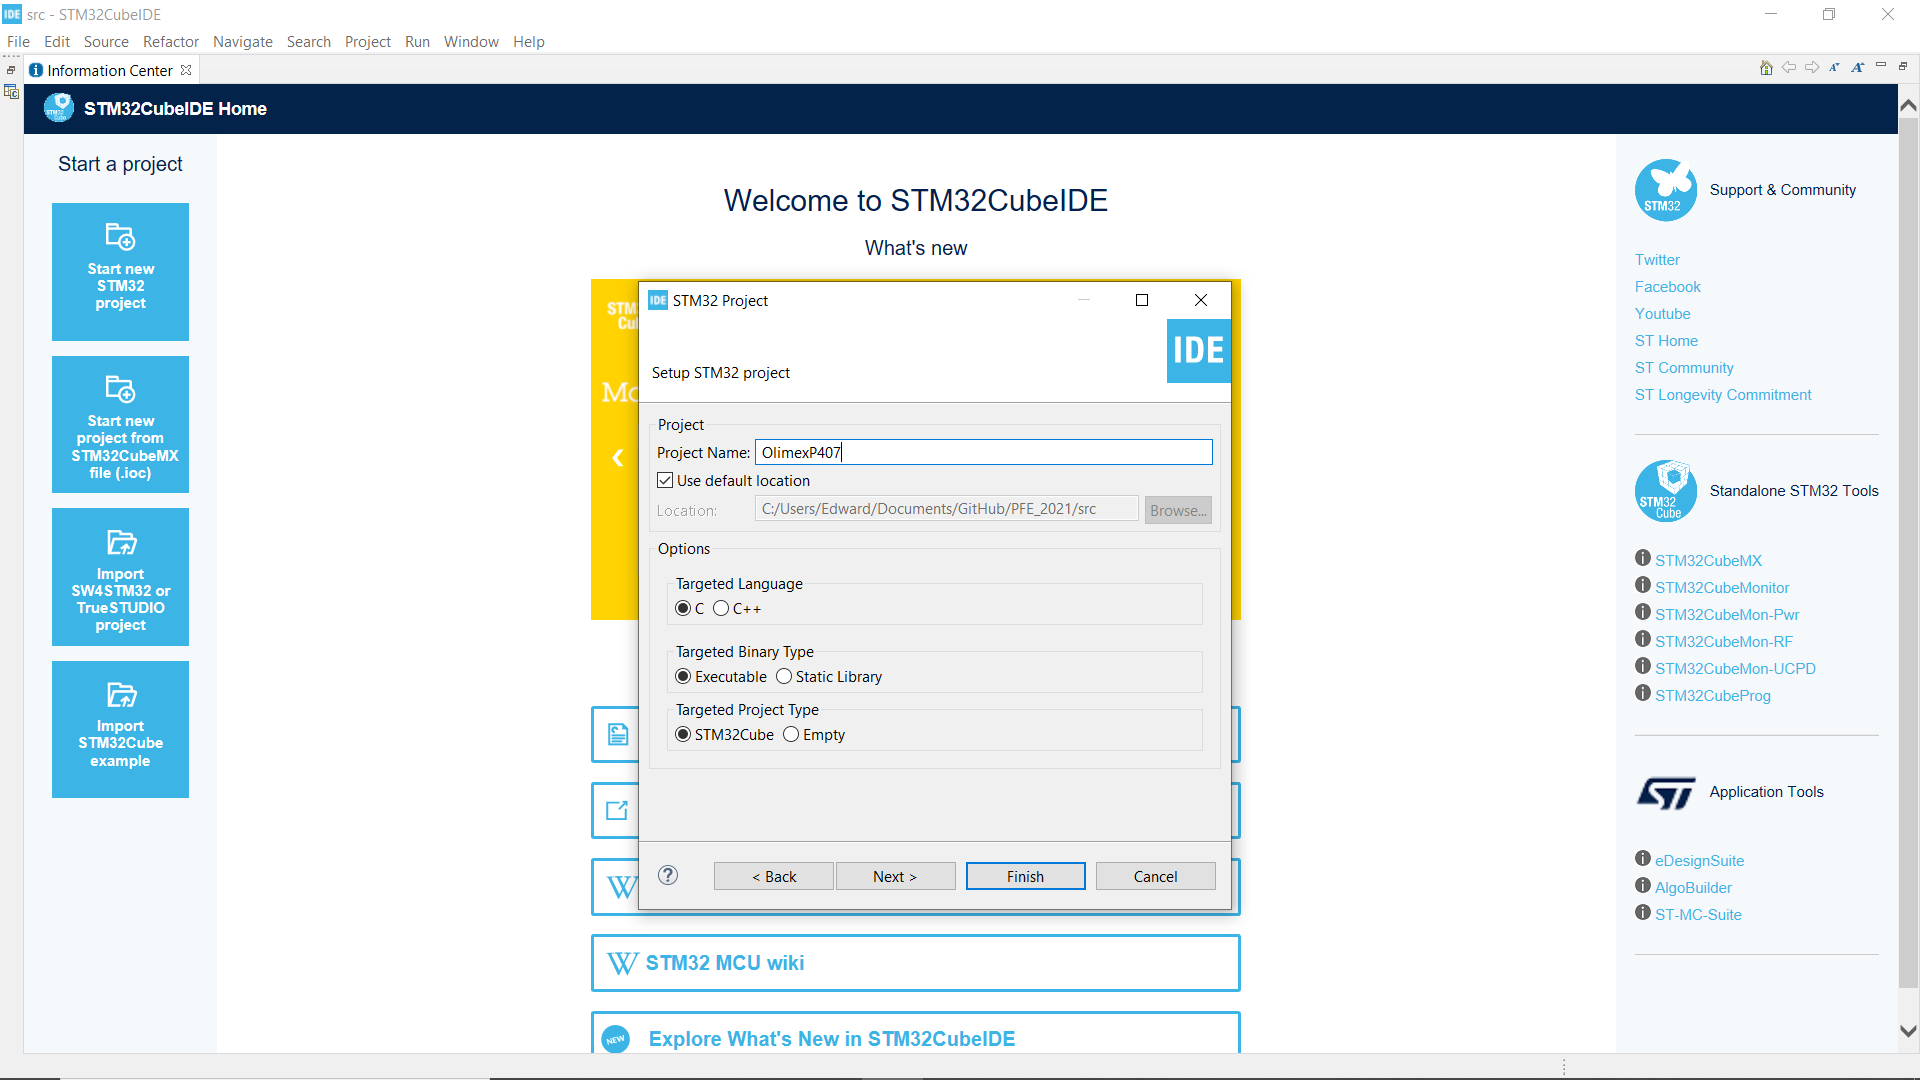 IDE src - STM32CubeIDE
File Edit Source Refactor Navigate Search Project Run Window Help
Information Center
STM32CubeIDE Home
Start a project
Start new
STM32
project
Start new
project from
STM32CubeMX
file (.ioc)
Import
SW4STM32 or
TrueSTUDIO
project
Import
STM32Cube
example
Welcome to STM32CubeIDE
What's new
STM
Cu
Mo
IDE STM32 Project
IDE
Setup STM32 project
Project
Project Name: OlimexP407
Use default location
Location: C:/Users/Edward/Documents/GitHub/PFE_2021/src Browse...
Options
Targeted Language
C C++
Targeted Binary Type
Executable Static Library
Targeted Project Type
STM32Cube Empty
? < Back Next > Finish Cancel
W
W STM32 MCU wiki
NEW Explore What's New in STM32CubeIDE
STM32 Support & Community
Twitter
Facebook
Youtube
ST Home
ST Community
ST Longevity Commitment
STM32
Cube
Standalone STM32 Tools
STM32CubeMX
STM32CubeMonitor
STM32CubeMon-Pwr
STM32CubeMon-RF
STM32CubeMon-UCPD
STM32CubeProg
ST Application Tools
eDesignSuite
AlgoBuilder
ST-MC-Suite